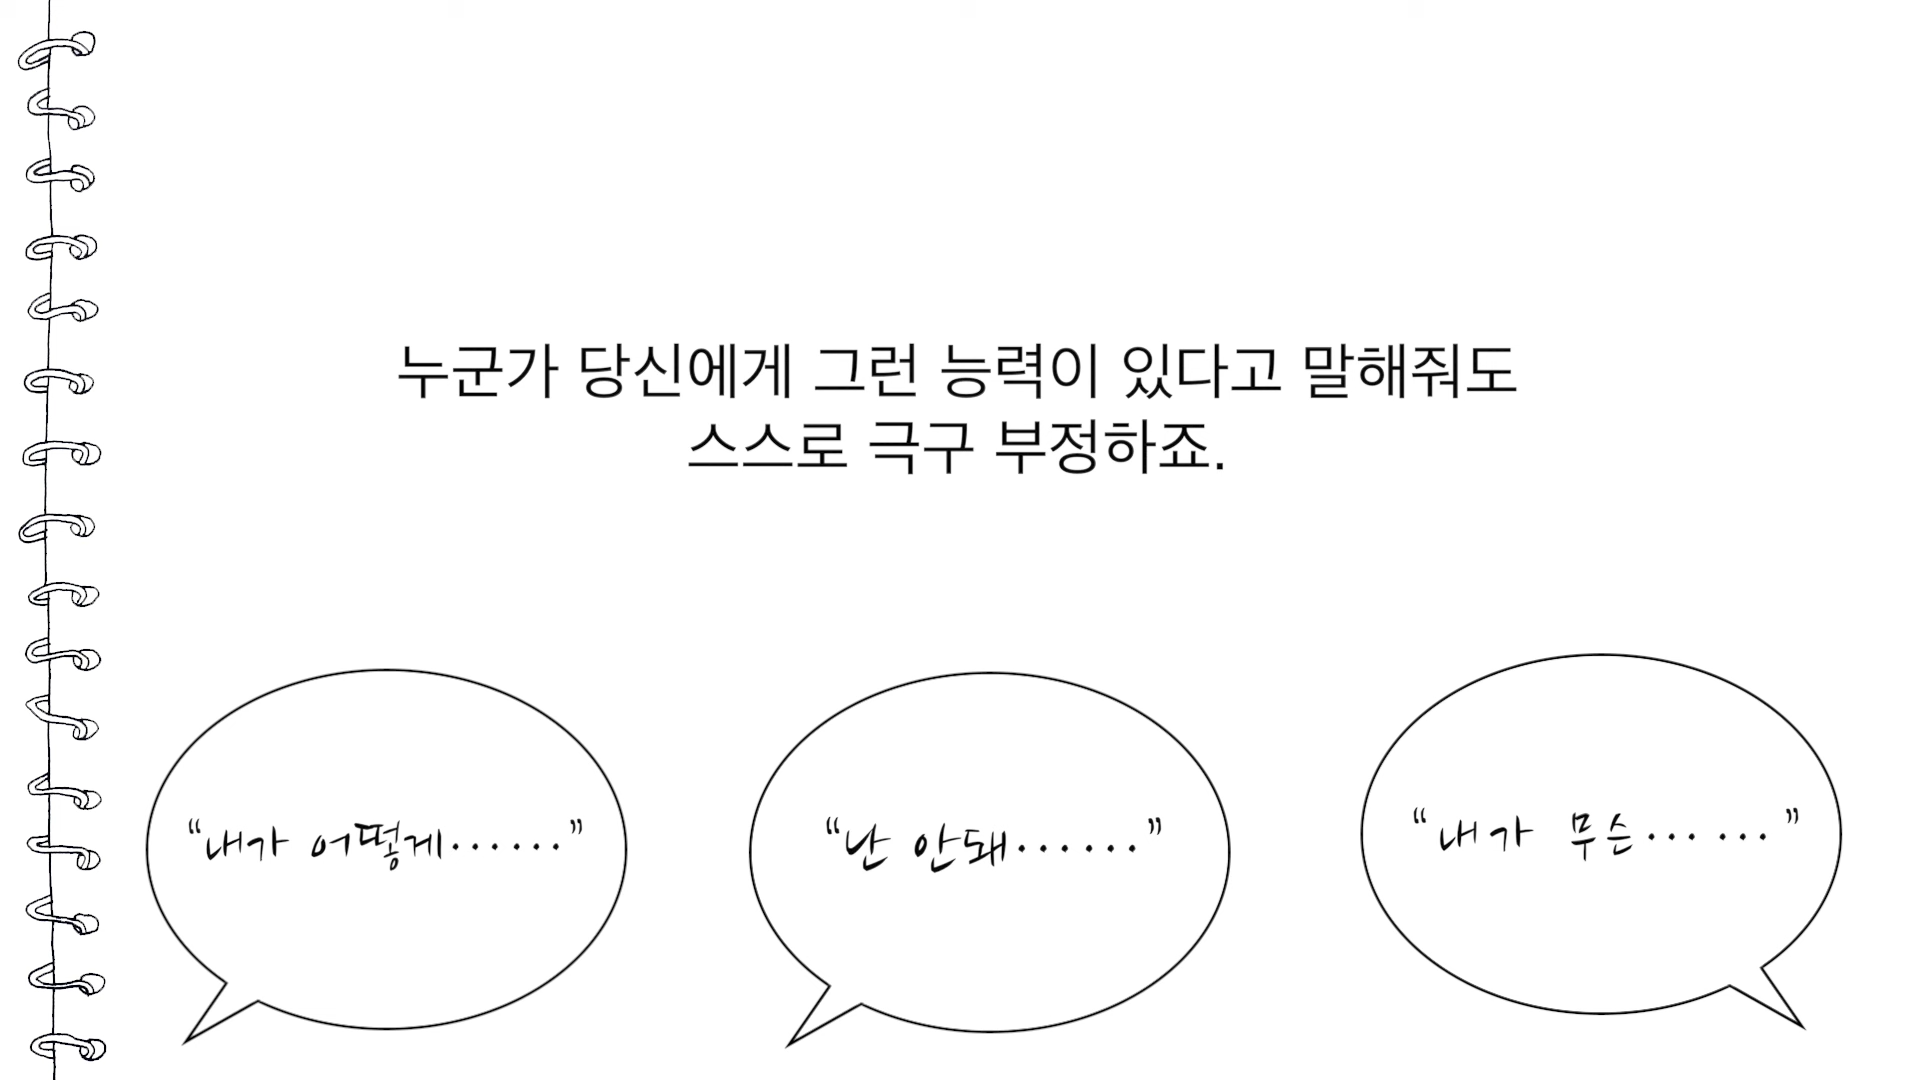 누군가 당신에게 그런 능력이 있다고 말해줘도
스스로 극구 부정하죠.
“내가 어떻게······”
“난 안돼······”
“내가 무슨··· ···”